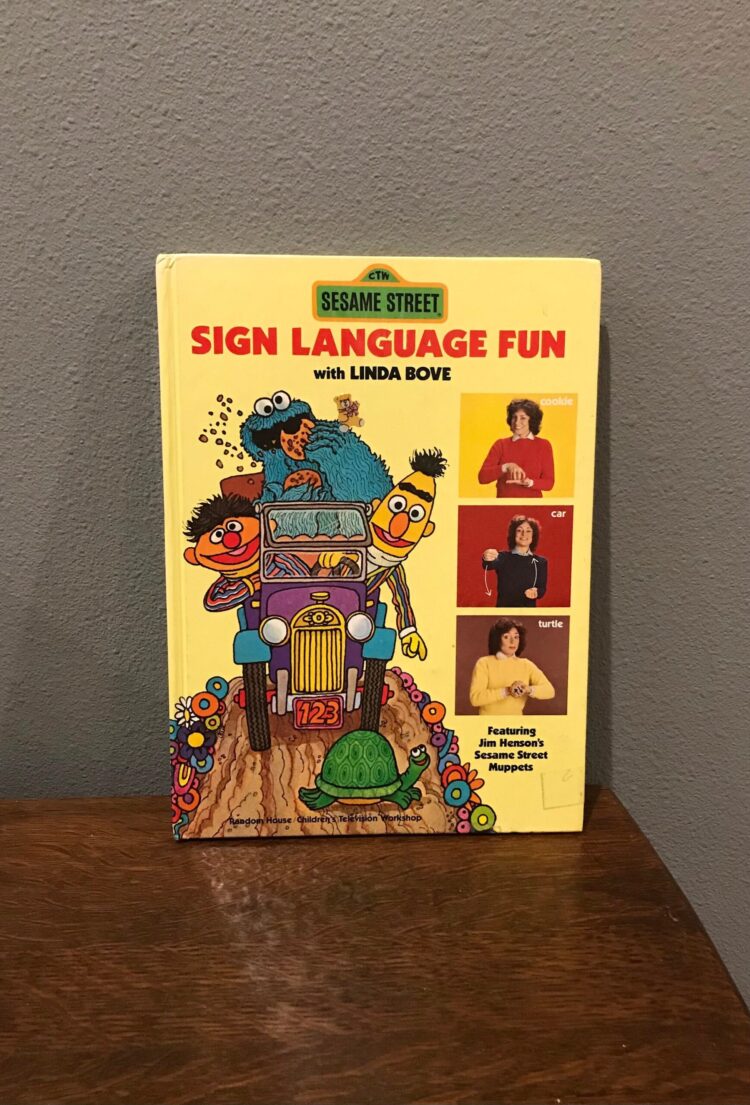 CTW
SESAME STREET
SIGN LANGUAGE FUN
with LINDA BOVE
cookie
car
turtle
123
Featuring
Jim Henson's
Sesame Street
Muppets
Random House/Children's Television Workshop